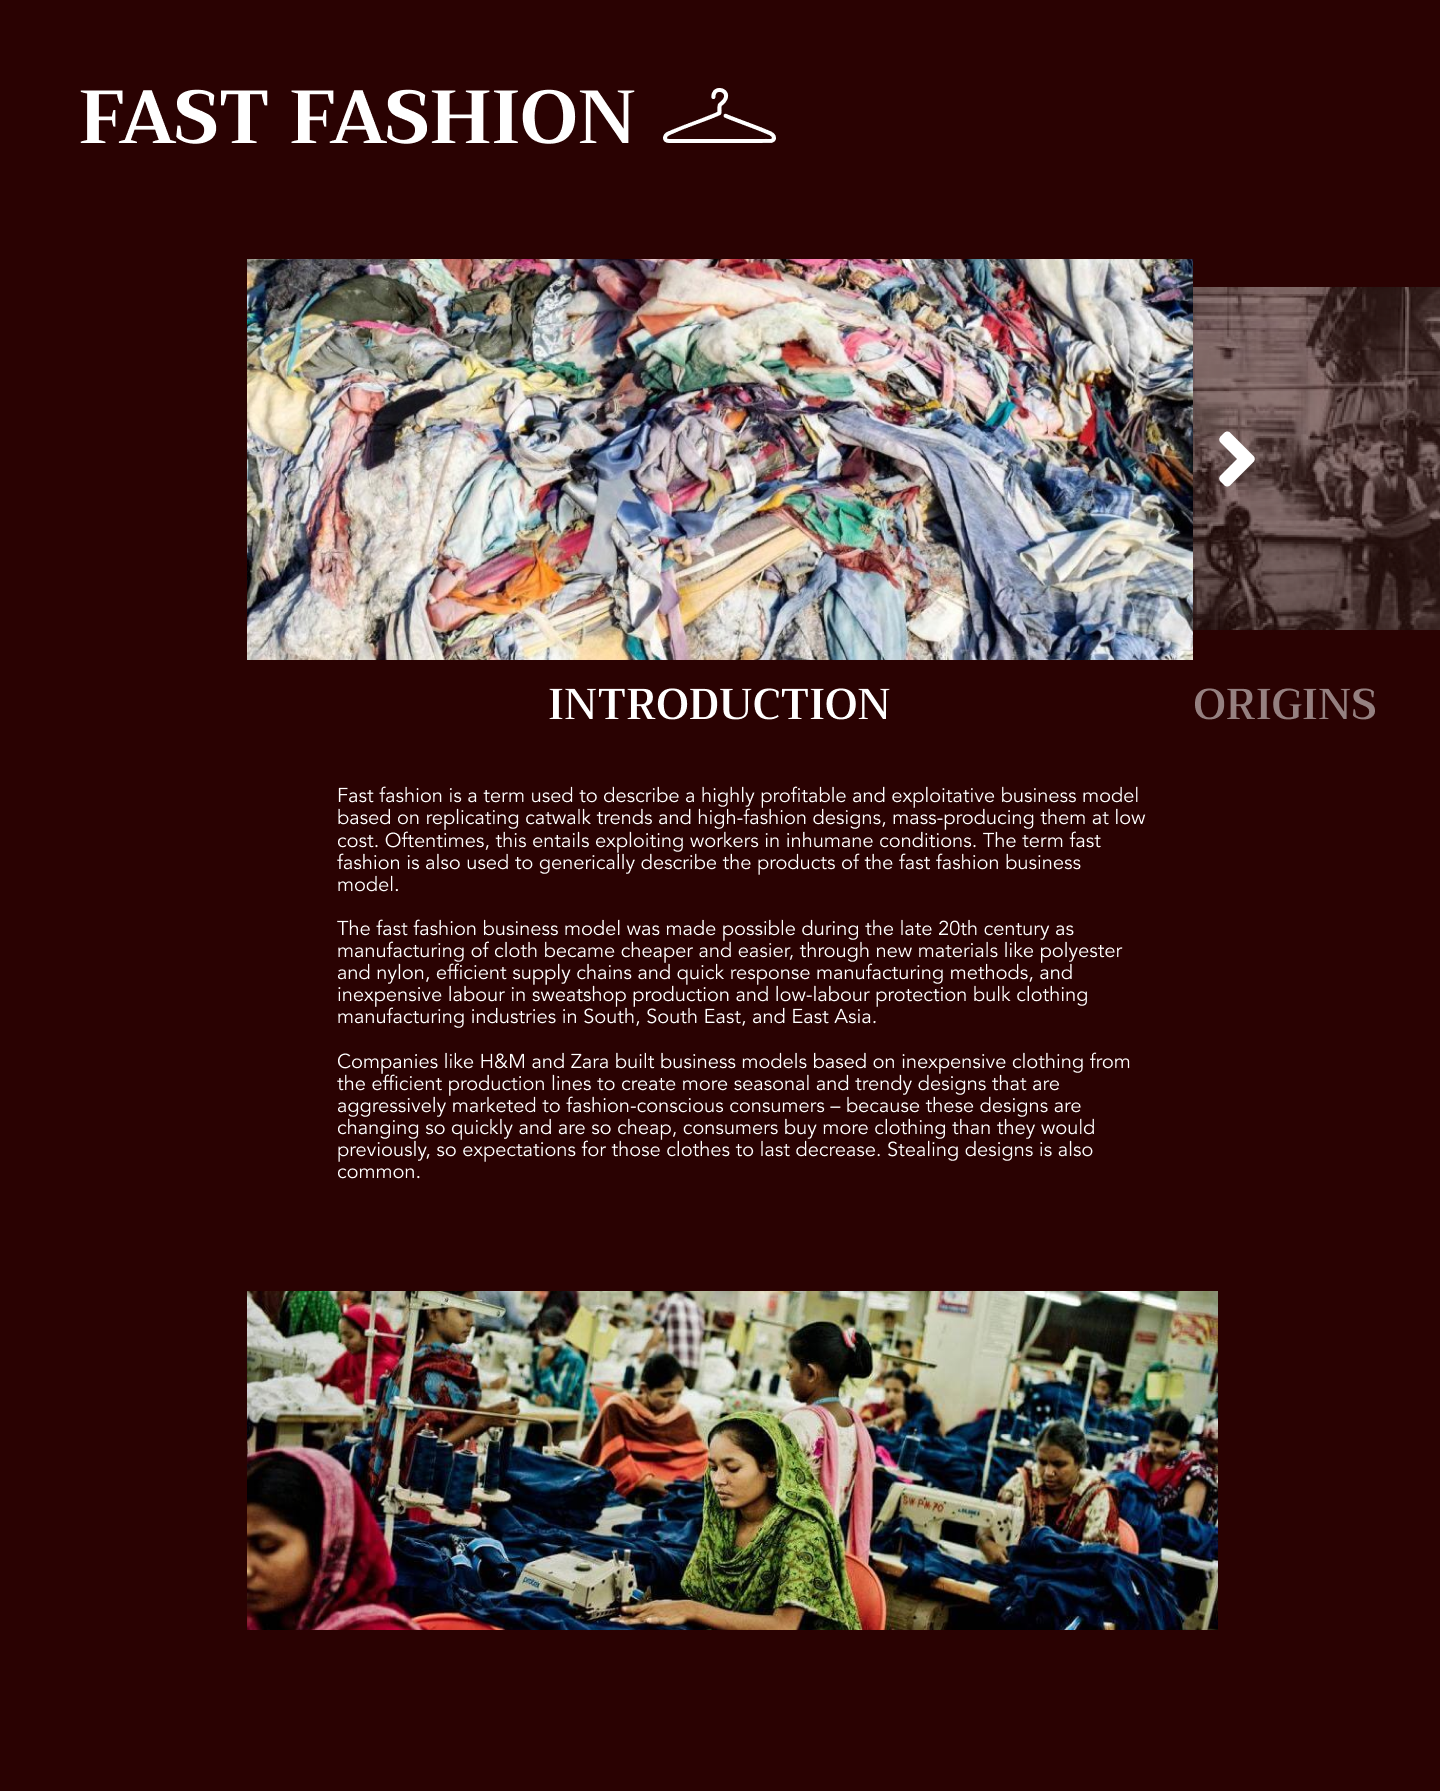 FAST FASHION
INTRODUCTION
ORIGINS
Fast fashion is a term used to describe a highly profitable and exploitative business model
based on replicating catwalk trends and high-fashion designs, mass-producing them at low
cost. Oftentimes, this entails exploiting workers in inhumane conditions. The term fast
fashion is also used to generically describe the products of the fast fashion business
model.
The fast fashion business model was made possible during the late 20th century as
manufacturing of cloth became cheaper and easier, through new materials like polyester
and nylon, efficient supply chains and quick response manufacturing methods, and
inexpensive labour in sweatshop production and low-labour protection bulk clothing
manufacturing industries in South, South East, and East Asia.
Companies like H&M and Zara built business models based on inexpensive clothing from
the efficient production lines to create more seasonal and trendy designs that are
aggressively marketed to fashion-conscious consumers – because these designs are
changing so quickly and are so cheap, consumers buy more clothing than they would
previously, so expectations for those clothes to last decrease. Stealing designs is also
common.